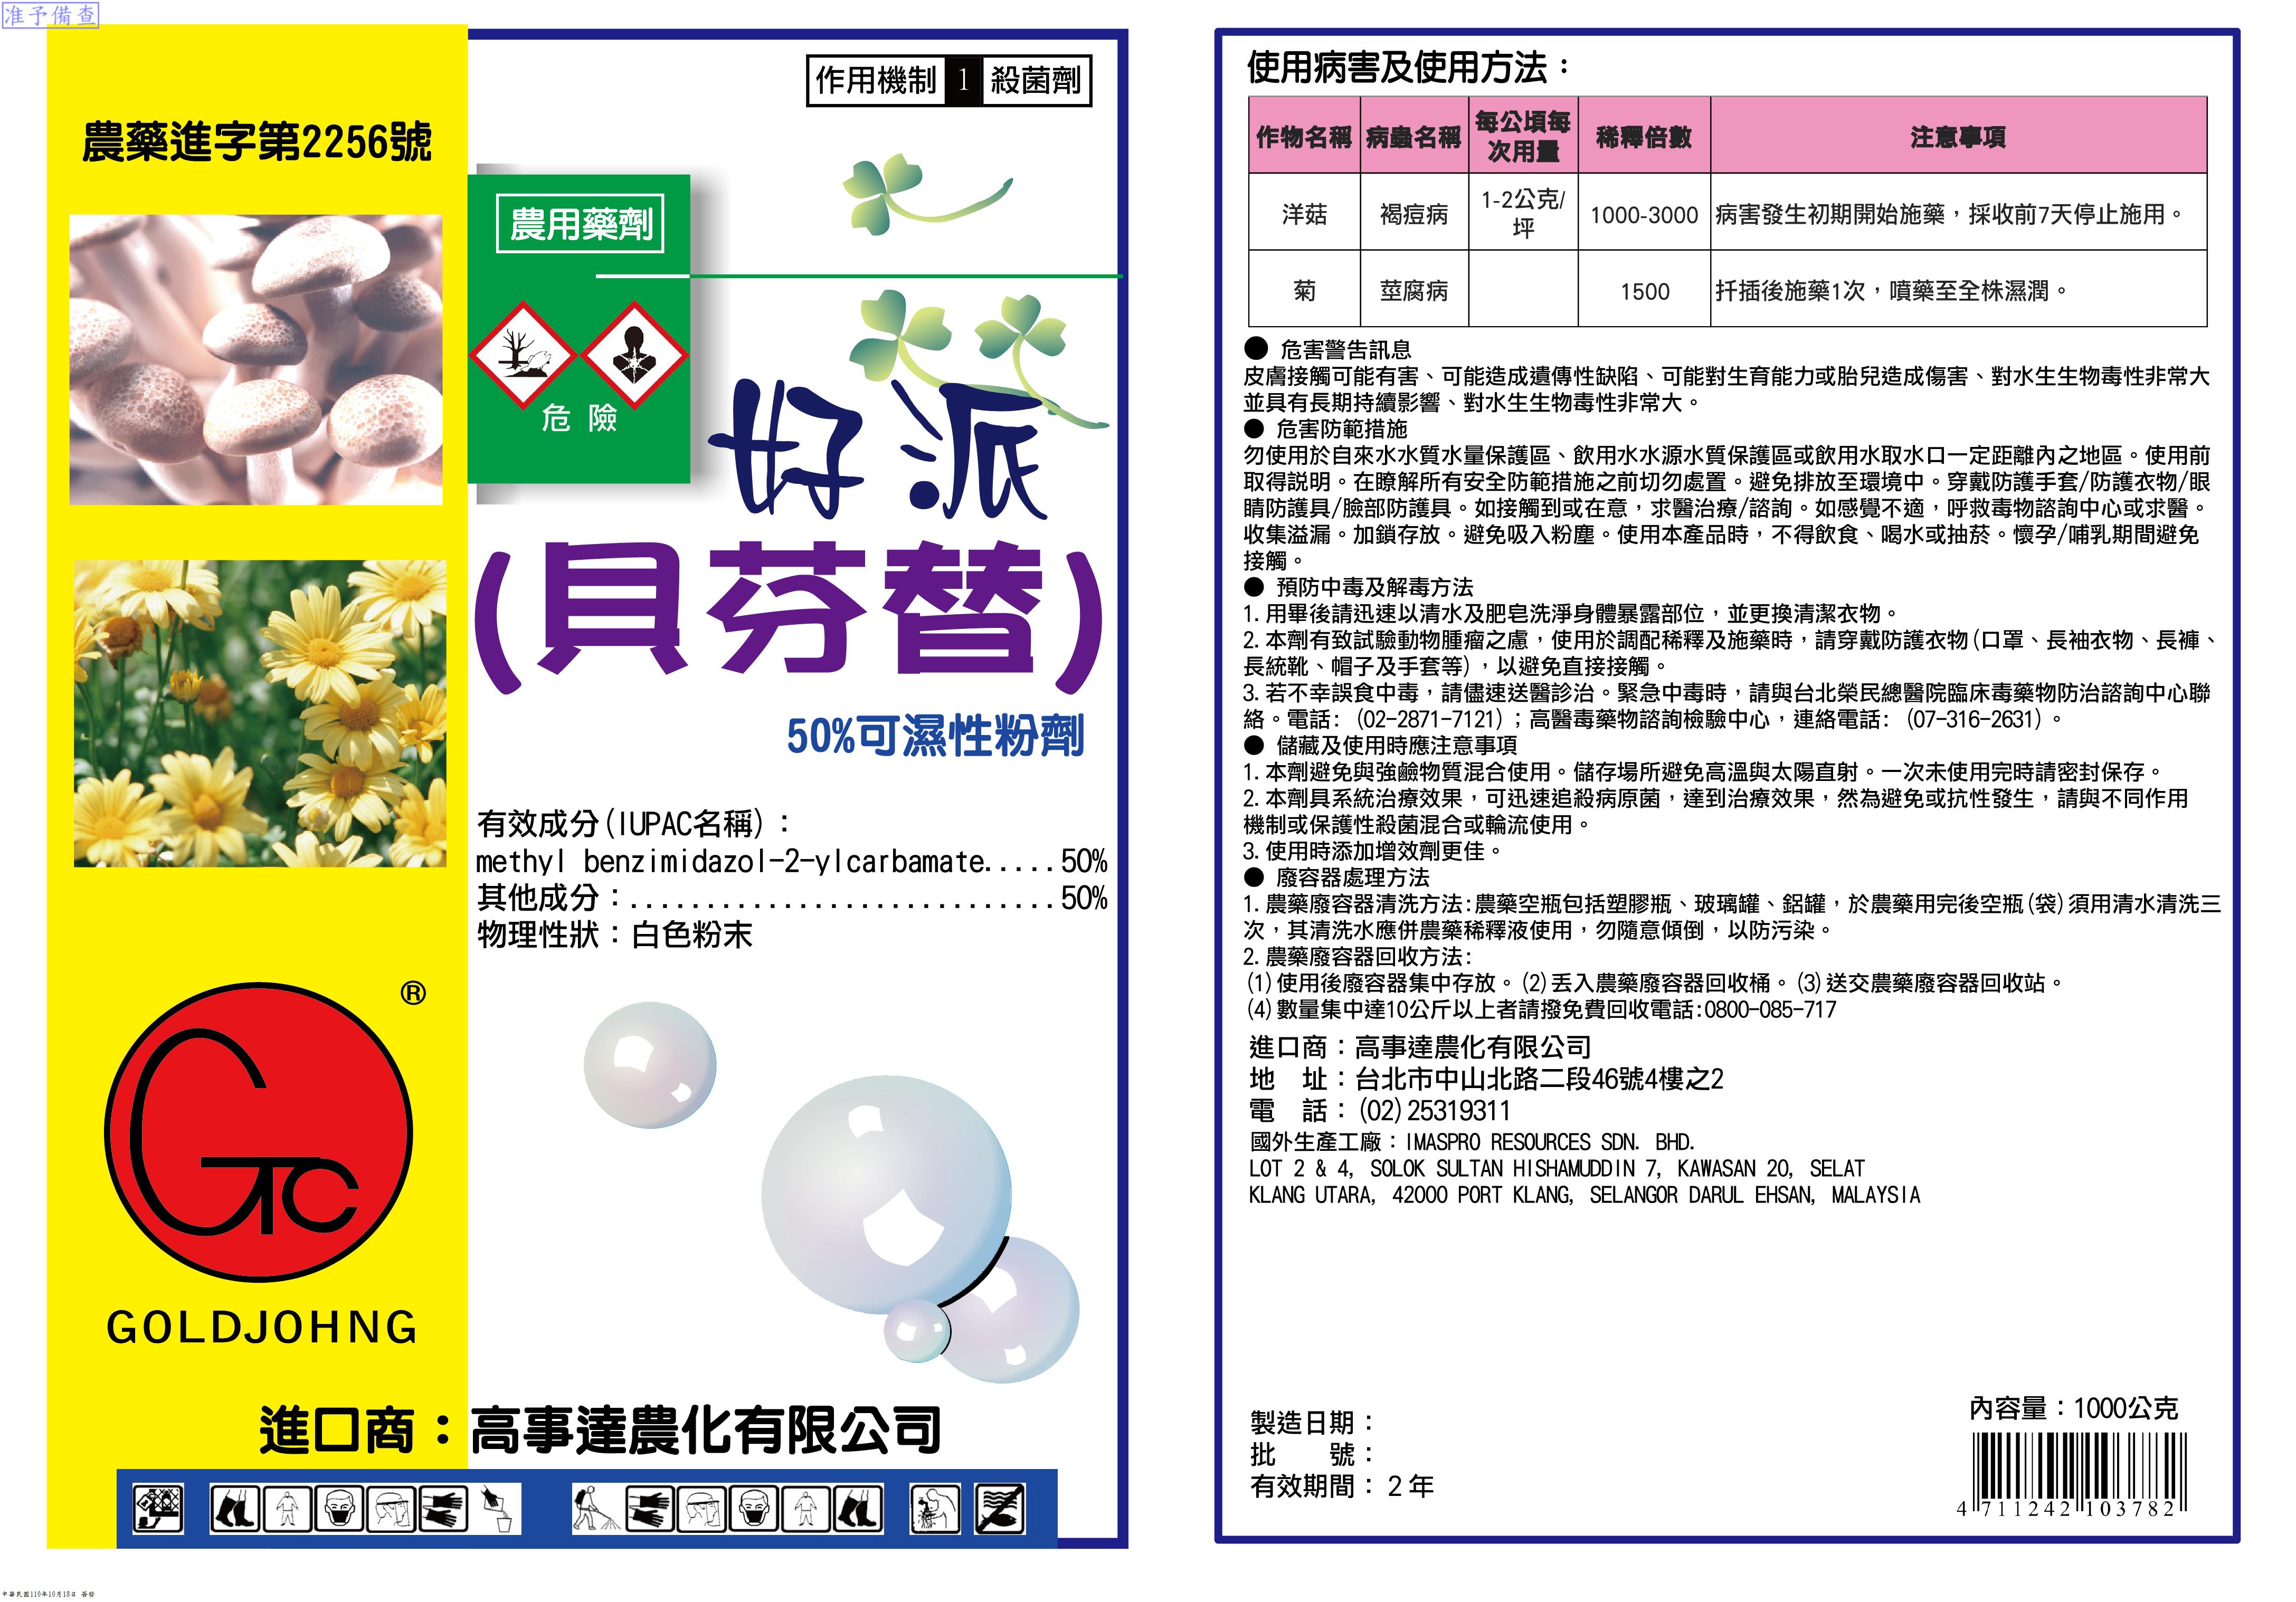 准予備查
農藥進字第2256號
作用機制 1 殺菌劑
農用藥劑
危 險
好派
(貝芬替)
50%可濕性粉劑
有效成分(IUPAC名稱)：
methyl benzimidazol-2-ylcarbamate.....50%
其他成分：............................50%
物理性狀：白色粉末
®
GTC
GOLDJOHNG
進口商：高事達農化有限公司
使用病害及使用方法：
作物名稱 病蟲名稱 每公頃每次用量 稀釋倍數 注意事項
洋菇 褐痘病 1-2公克/坪 1000-3000 病害發生初期開始施藥，採收前7天停止施用。
菊 莖腐病 1500 扦插後施藥1次，噴藥至全株濕潤。
● 危害警告訊息
皮膚接觸可能有害、可能造成遺傳性缺陷、可能對生育能力或胎兒造成傷害、對水生生物毒性非常大
並具有長期持續影響、對水生生物毒性非常大。
● 危害防範措施
勿使用於自來水水質水量保護區、飲用水水源水質保護區或飲用水取水口一定距離內之地區。使用前
取得說明。在瞭解所有安全防範措施之前切勿處置。避免排放至環境中。穿戴防護手套/防護衣物/眼
睛防護具/臉部防護具。如接觸到或在意，求醫治療/諮詢。如感覺不適，呼救毒物諮詢中心或求醫。
收集溢漏。加鎖存放。避免吸入粉塵。使用本產品時，不得飲食、喝水或抽菸。懷孕/哺乳期間避免
接觸。
● 預防中毒及解毒方法
1.用畢後請迅速以清水及肥皂洗淨身體暴露部位，並更換清潔衣物。
2.本劑有致試驗動物腫瘤之慮，使用於調配稀釋及施藥時，請穿戴防護衣物(口罩、長袖衣物、長褲、
長統靴、帽子及手套等)，以避免直接接觸。
3.若不幸誤食中毒，請儘速送醫診治。緊急中毒時，請與台北榮民總醫院臨床毒藥物防治諮詢中心聯
絡。電話: (02-2871-7121)；高醫毒藥物諮詢檢驗中心，連絡電話: (07-316-2631)。
● 儲藏及使用時應注意事項
1.本劑避免與強鹼物質混合使用。儲存場所避免高溫與太陽直射。一次未使用完時請密封保存。
2.本劑具系統治療效果，可迅速追殺病原菌，達到治療效果，然為避免或抗性發生，請與不同作用
機制或保護性殺菌混合或輪流使用。
3.使用時添加增效劑更佳。
● 廢容器處理方法
1.農藥廢容器清洗方法:農藥空瓶包括塑膠瓶、玻璃罐、鋁罐，於農藥用完後空瓶(袋)須用清水清洗三
次，其清洗水應併農藥稀釋液使用，勿隨意傾倒，以防污染。
2.農藥廢容器回收方法:
(1)使用後廢容器集中存放。(2)丟入農藥廢容器回收桶。(3)送交農藥廢容器回收站。
(4)數量集中達10公斤以上者請撥免費回收電話:0800-085-717
進口商：高事達農化有限公司
地　址：台北市中山北路二段46號4樓之2
電　話：(02)25319311
國外生產工廠：IMASPRO RESOURCES SDN. BHD.
LOT 2 & 4, SOLOK SULTAN HISHAMUDDIN 7, KAWASAN 20, SELAT
KLANG UTARA, 42000 PORT KLANG, SELANGOR DARUL EHSAN, MALAYSIA
製造日期：
批　　號：
有效期間：2年
內容量：1000公克
4 711242 103782
中華民國110年10月18日 簽發